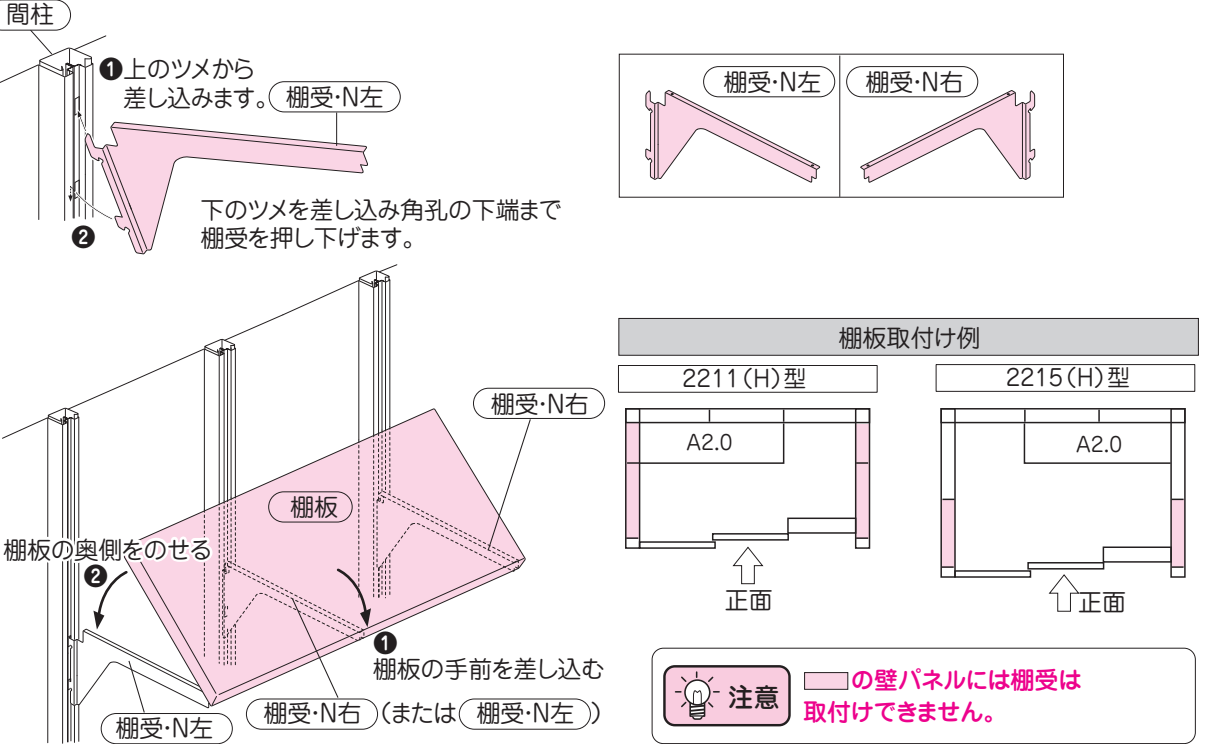 間柱
❶上のツメから
差し込みます。
棚受･N左
❷
下のツメを差し込み角孔の下端まで
棚受を押し下げます。
棚受･N左
棚受･N右
棚受･N右
棚板
棚板の奥側をのせる
❷
❶
棚板の手前を差し込む
棚受･N右(または棚受･N左)
棚受･N左
棚板取付け例
2211(H)型
2215(H)型
A2.0
A2.0
正面
正面
注意
の壁パネルには棚受は
取付けできません。